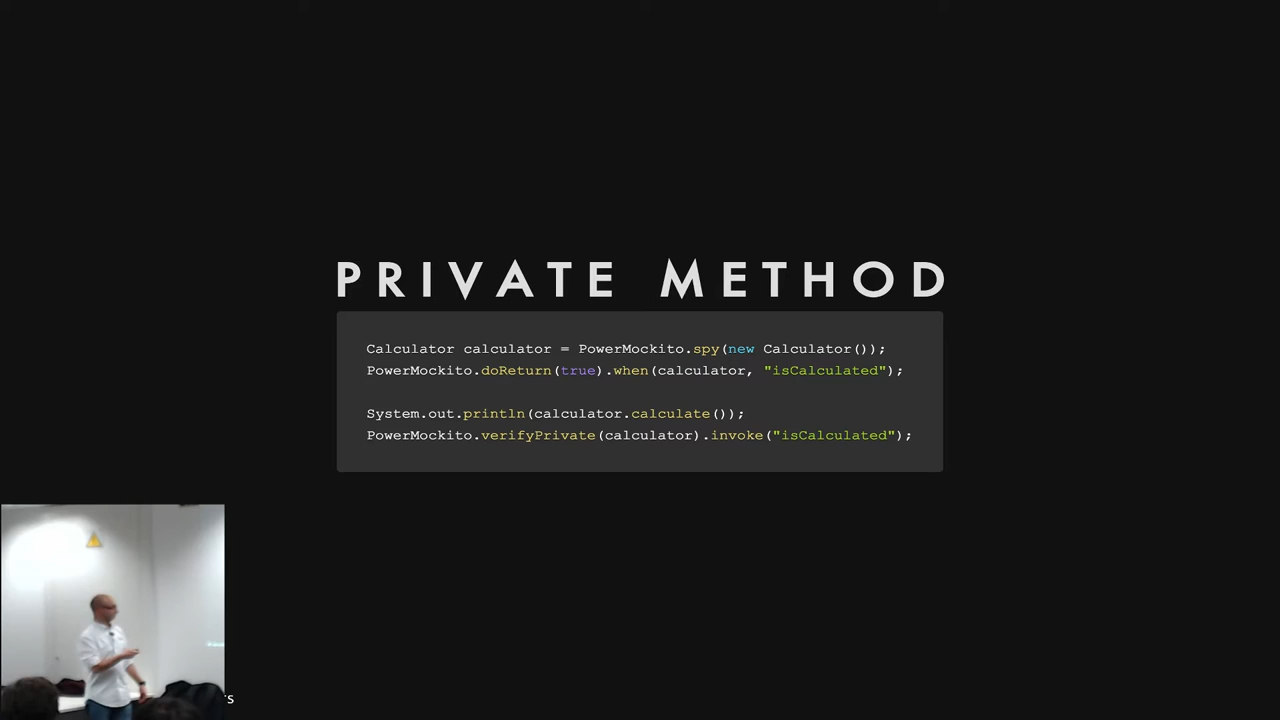 PRIVATE METHOD
Calculator calculator = PowerMockito.spy(new Calculator());
PowerMockito.doReturn(true).when(calculator, "isCalculated");
System.out.println(calculator.calculate());
PowerMockito.verifyPrivate(calculator).invoke("isCalculated");